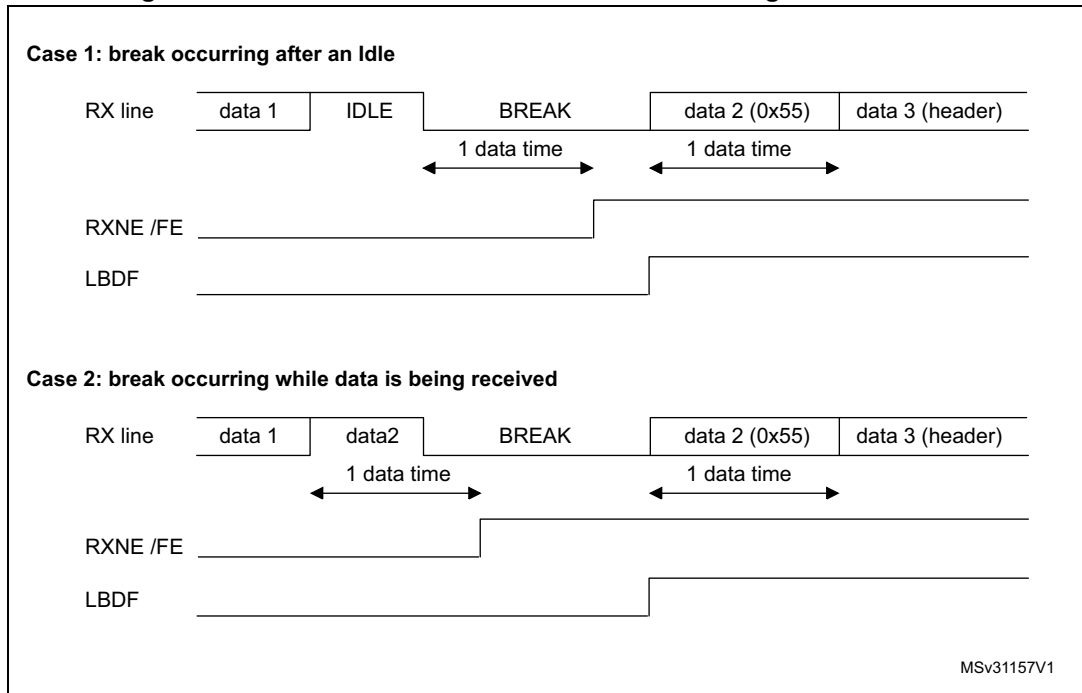 Case 1: break occurring after an Idle
RX line data 1 IDLE BREAK data 2 (0x55) data 3 (header)
1 data time 1 data time
RXNE /FE
LBDF
Case 2: break occurring while data is being received
RX line data 1 data2 BREAK data 2 (0x55) data 3 (header)
1 data time 1 data time
RXNE /FE
LBDF
MSv31157V1